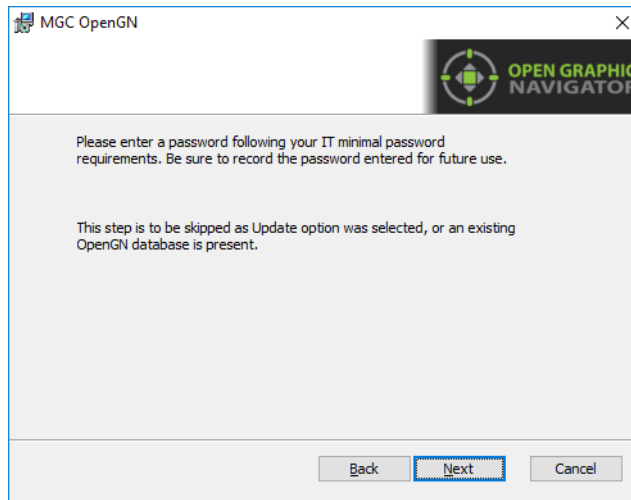 MGC OpenGN
OPEN GRAPHIC
NAVIGATOR
Please enter a password following your IT minimal password
requirements. Be sure to record the password entered for future use.
This step is to be skipped as Update option was selected, or an existing
OpenGN database is present.
Back
Next
Cancel